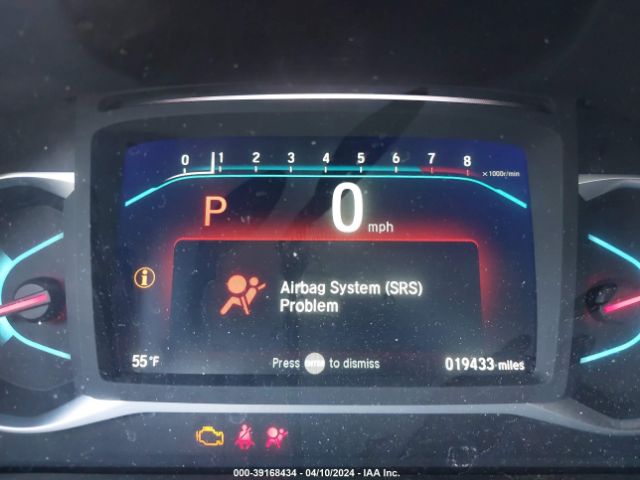 0 1 2 3 4 5 6 7 8 ×1000r/min
P 0 mph
i
Airbag System (SRS)
Problem
55°F Press ENTER to dismiss 019433 miles
000-39168434 - 04/10/2024 - IAA Inc.